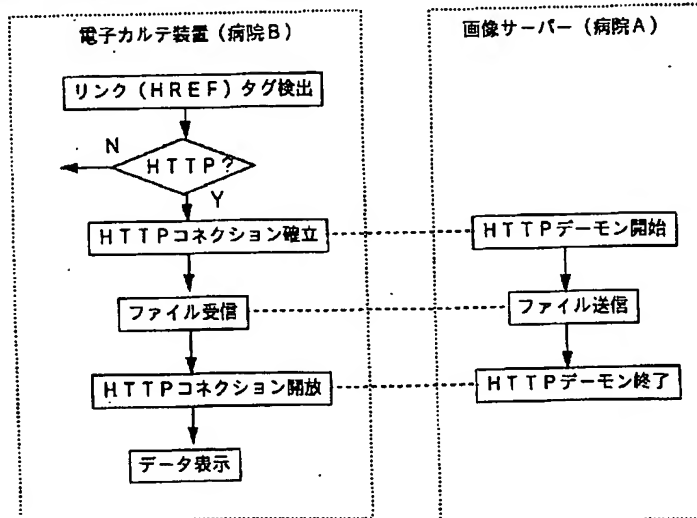 電子カルテ装置（病院B）
リンク（HREF）タグ検出
N
HTTP？
Y
HTTPコネクション確立
ファイル受信
HTTPコネクション開放
データ表示
画像サーバー（病院A）
HTTPデーモン開始
ファイル送信
HTTPデーモン終了